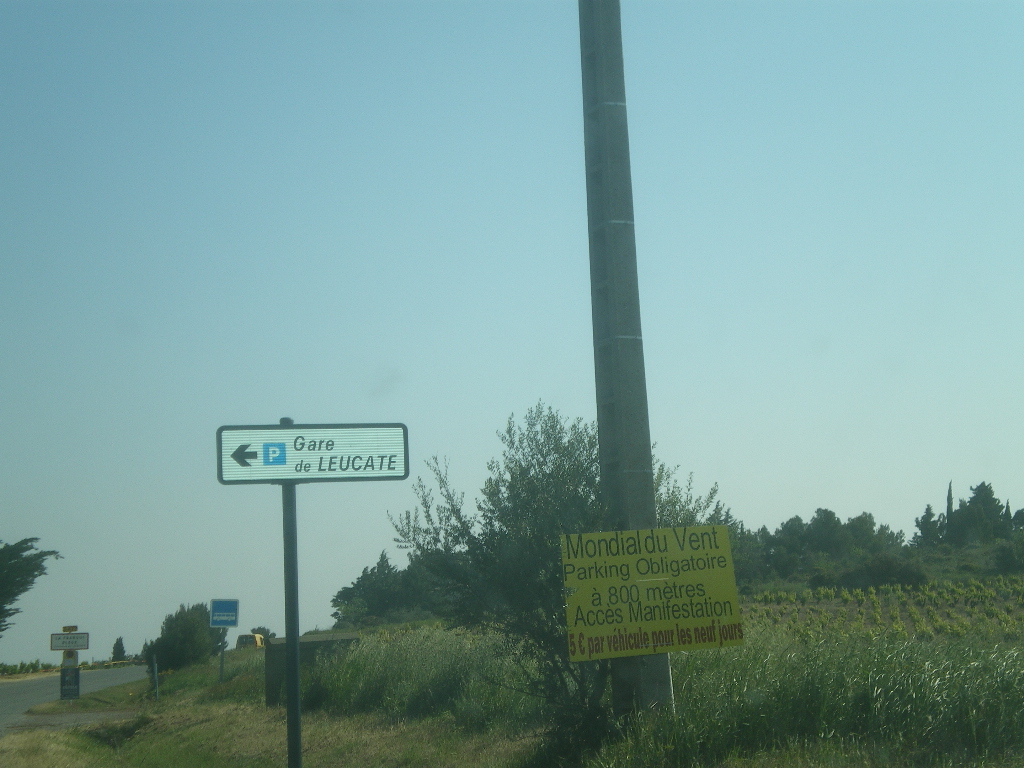 P Gare
de LEUCATE
Mondial du Vent
Parking Obligatoire
à 800 mètres
Accès Manifestation
5 € par véhicule pour les neuf jours